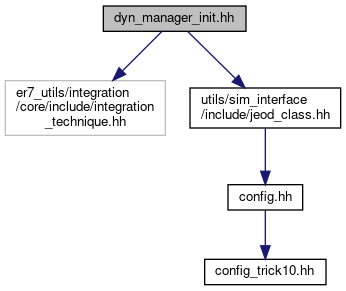 dyn_manager_init.hh
er7_utils/integration
/core/include/integration
_technique.hh
utils/sim_interface
/include/jeod_class.hh
config.hh
config_trick10.hh